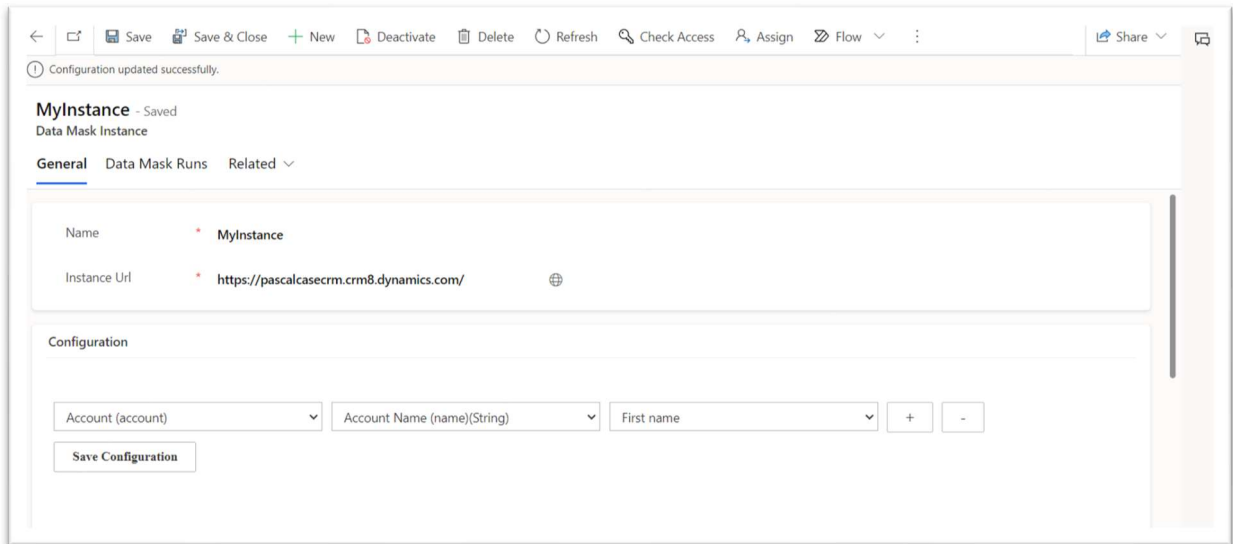 Save Save & Close New Deactivate Delete Refresh Check Access Assign Flow Share
Configuration updated successfully.
MyInstance - Saved
Data Mask Instance
General Data Mask Runs Related
Name * MyInstance
Instance Url * https://pascalcasecrm.crm8.dynamics.com/
Configuration
Account (account) Account Name (name)(String) First name + -
Save Configuration